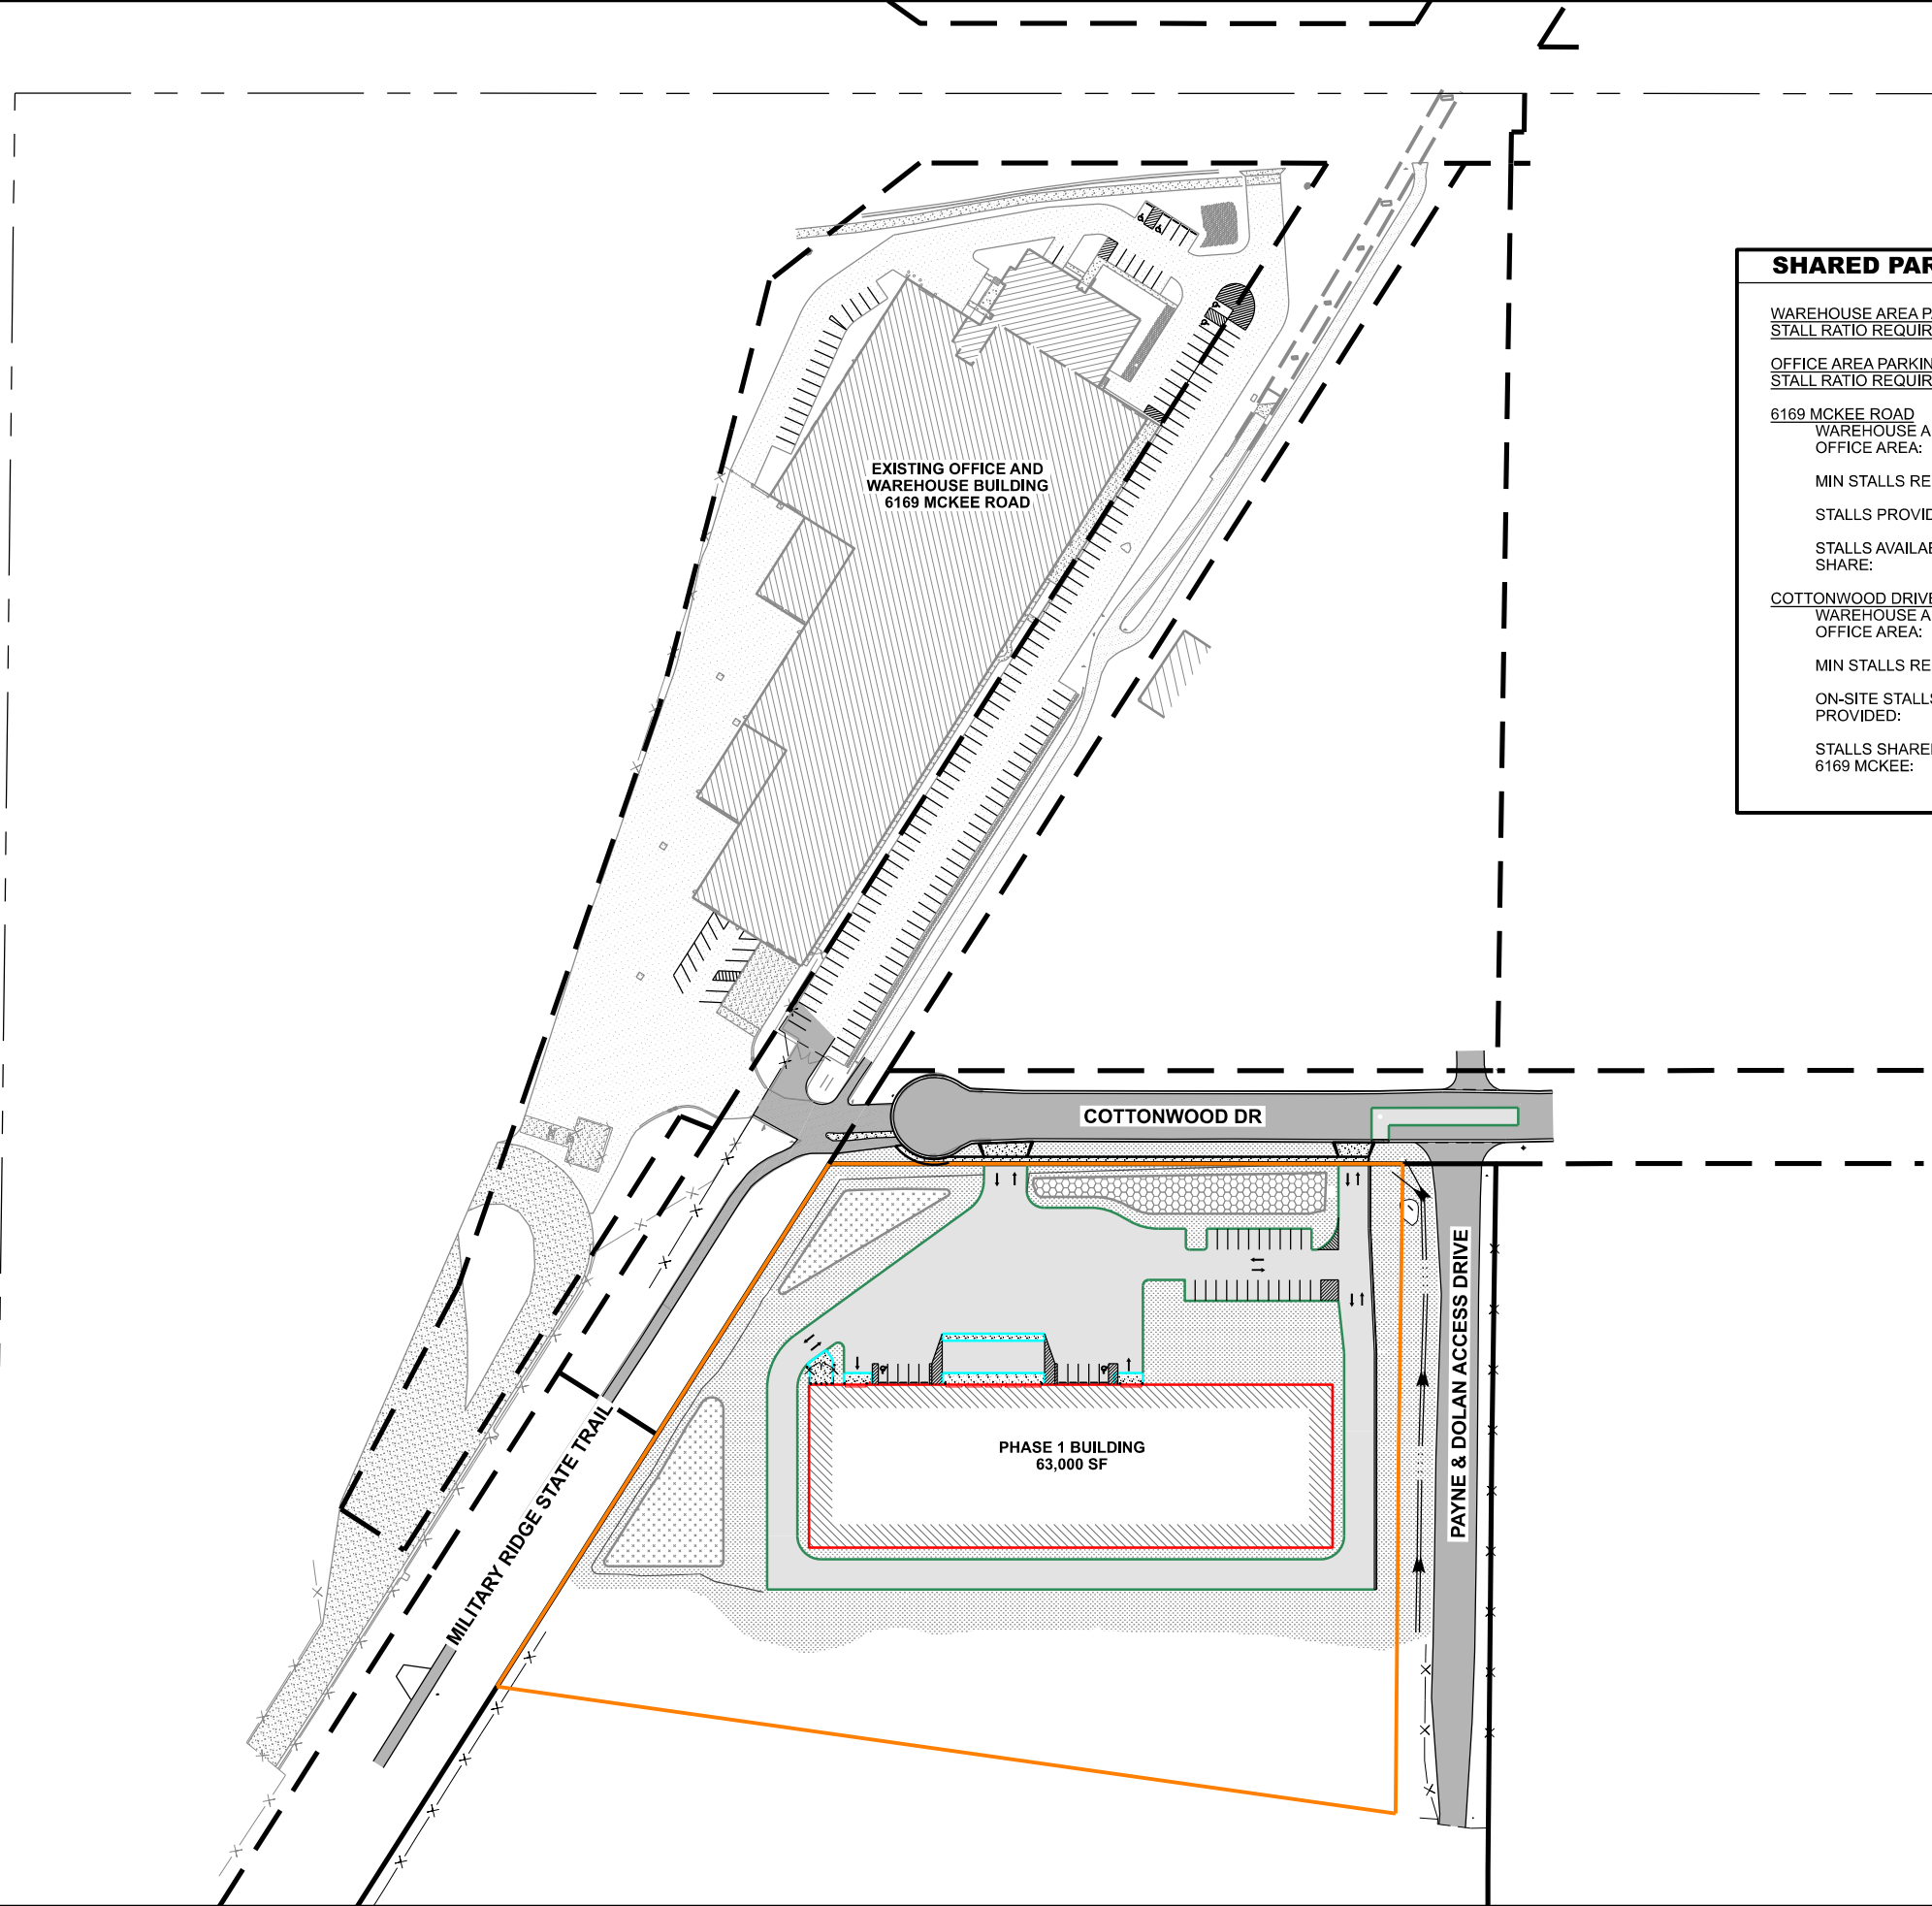 SHARED PAR
WAREHOUSE AREA P
STALL RATIO REQUIR
OFFICE AREA PARKIN
STALL RATIO REQUIR
6169 MCKEE ROAD
WAREHOUSE A
OFFICE AREA:
MIN STALLS RE
STALLS PROVID
STALLS AVAILAB
SHARE:
COTTONWOOD DRIVE
WAREHOUSE A
OFFICE AREA:
MIN STALLS RE
ON-SITE STALLS
PROVIDED:
STALLS SHARED
6169 MCKEE:
EXISTING OFFICE AND
WAREHOUSE BUILDING
6169 MCKEE ROAD
COTTONWOOD DR
PAYNE & DOLAN ACCESS DRIVE
PHASE 1 BUILDING
63,000 SF
MILITARY RIDGE STATE TRAIL